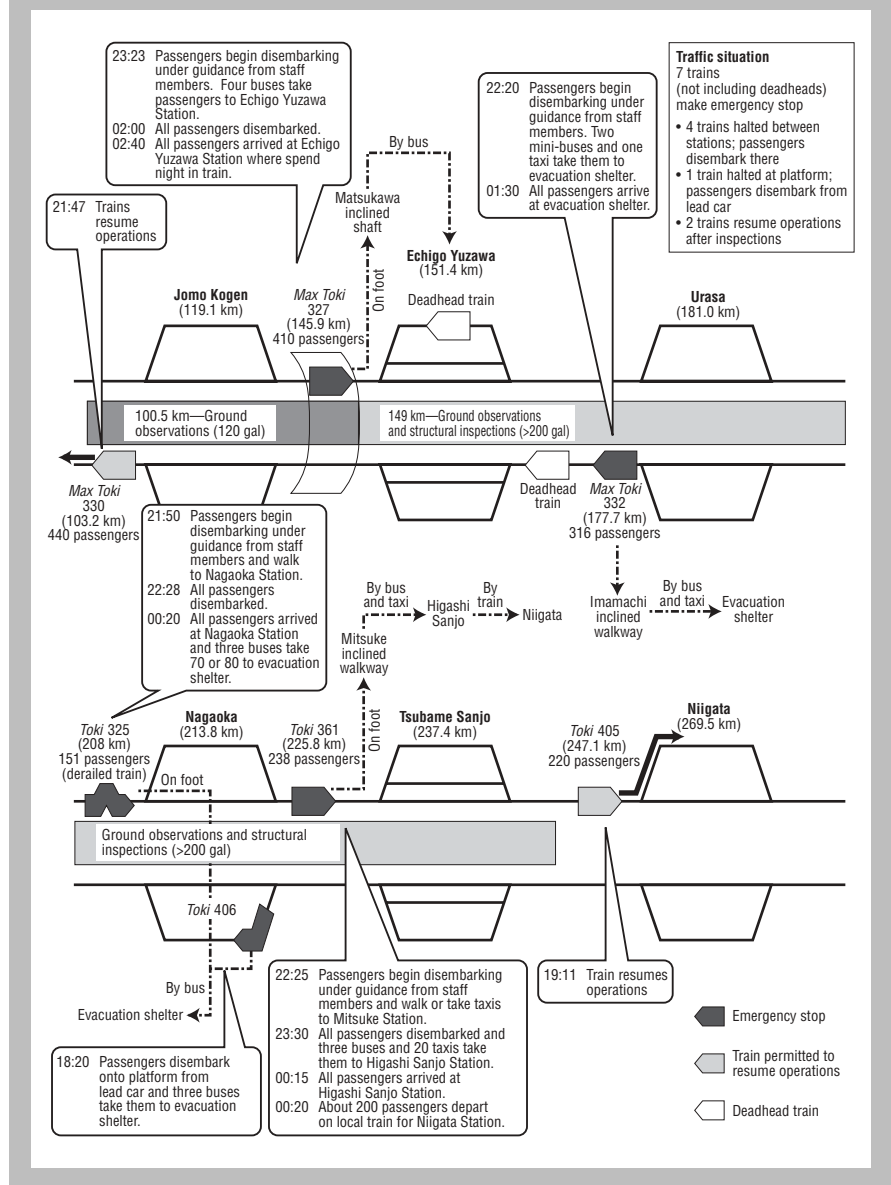 23:23 Passengers begin disembarking
under guidance from staff
members. Four buses take
passengers to Echigo Yuzawa
Station.
02:00 All passengers disembarked.
02:40 All passengers arrived at Echigo
Yuzawa Station where spend
night in train.
22:20 Passengers begin
disembarking under
guidance from staff
members. Two
mini-buses and one
taxi take them to
evacuation shelter.
01:30 All passengers arrive
at evacuation shelter.
Traffic situation
7 trains
(not including deadheads)
make emergency stop
• 4 trains halted between
stations; passengers
disembark there
• 1 train halted at platform;
passengers disembark from
lead car
• 2 trains resume operations
after inspections
21:47 Trains
resume
operations
By bus
Matsukawa
inclined
shaft
On foot
Jomo Kogen
(119.1 km)
Max Toki
327
(145.9 km)
410 passengers
Echigo Yuzawa
(151.4 km)
Deadhead train
Urasa
(181.0 km)
100.5 km—Ground
observations (120 gal)
149 km—Ground observations
and structural inspections (>200 gal)
Max Toki
330
(103.2 km)
440 passengers
Deadhead
train
Max Toki
332
(177.7 km)
316 passengers
21:50 Passengers begin
disembarking under
guidance from staff
members and walk
to Nagaoka Station.
22:28 All passengers
disembarked.
00:20 All passengers arrived
at Nagaoka Station
and three buses take
70 or 80 to evacuation
shelter.
By bus
and taxi
Higashi
Sanjo
By
train
Niigata
Mitsuke
inclined
walkway
On foot
Imamachi
inclined
walkway
By bus
and taxi
Evacuation
shelter
Toki 325
(208 km)
151 passengers
(derailed train)
Nagaoka
(213.8 km)
On foot
Toki 361
(225.8 km)
238 passengers
Tsubame Sanjo
(237.4 km)
Toki 405
(247.1 km)
220 passengers
Niigata
(269.5 km)
Ground observations and structural
inspections (>200 gal)
Toki 406
By bus
Evacuation shelter
18:20 Passengers disembark
onto platform from
lead car and three buses
take them to evacuation
shelter.
22:25 Passengers begin disembarking
under guidance from staff
members and walk or take taxis
to Mitsuke Station.
23:30 All passengers disembarked and
three buses and 20 taxis take
them to Higashi Sanjo Station.
00:15 All passengers arrived at
Higashi Sanjo Station.
00:20 About 200 passengers depart
on local train for Niigata Station.
19:11 Train resumes
operations
Emergency stop
Train permitted to
resume operations
Deadhead train